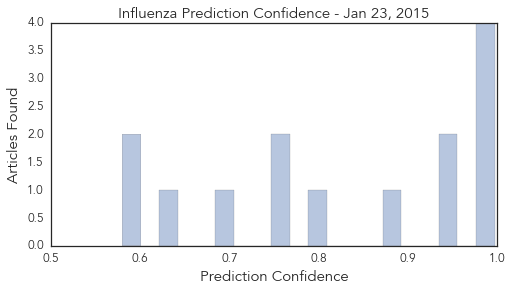 Influenza Prediction Confidence - Jan 23, 2015
4.0
3.5
3.0
2.5
2.0
1.5
1.0
0.5
0.0
Articles Found
0.5 0.6 0.7 0.8 0.9 1.0
Prediction Confidence